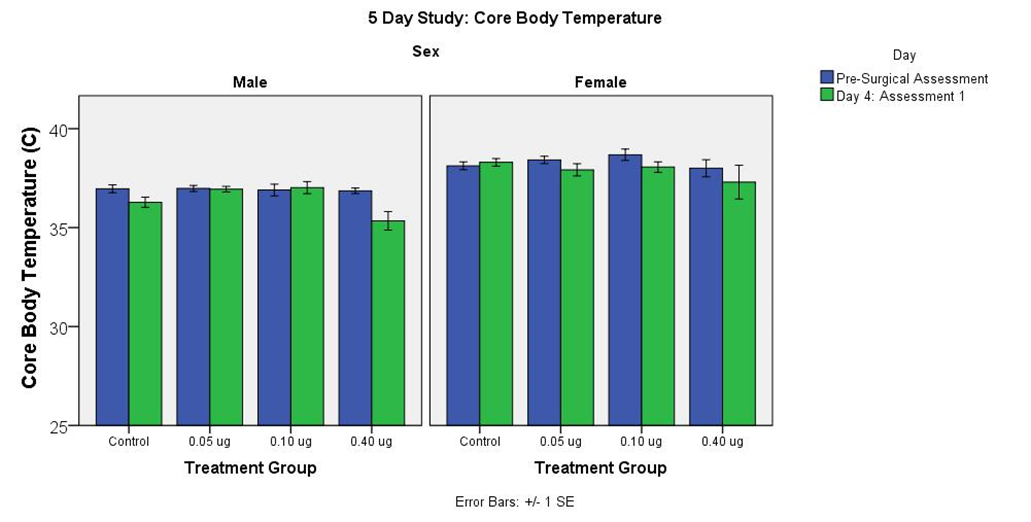 5 Day Study: Core Body Temperature
Sex
Male
Female
Day
Pre-Surgical Assessment
Day 4: Assessment 1
Core Body Temperature (C)
40
35
30
25
Control 0.05 ug 0.10 ug 0.40 ug
Control 0.05 ug 0.10 ug 0.40 ug
Treatment Group
Treatment Group
Error Bars: +/- 1 SE